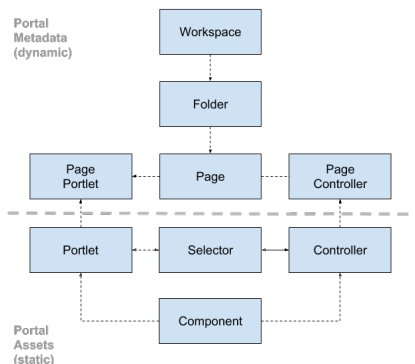 Portal
Metadata
(dynamic)
Workspace
Folder
Page
Portlet
Page
Page
Controller
Portlet
Selector
Controller
Component
Portal
Assets
(static)